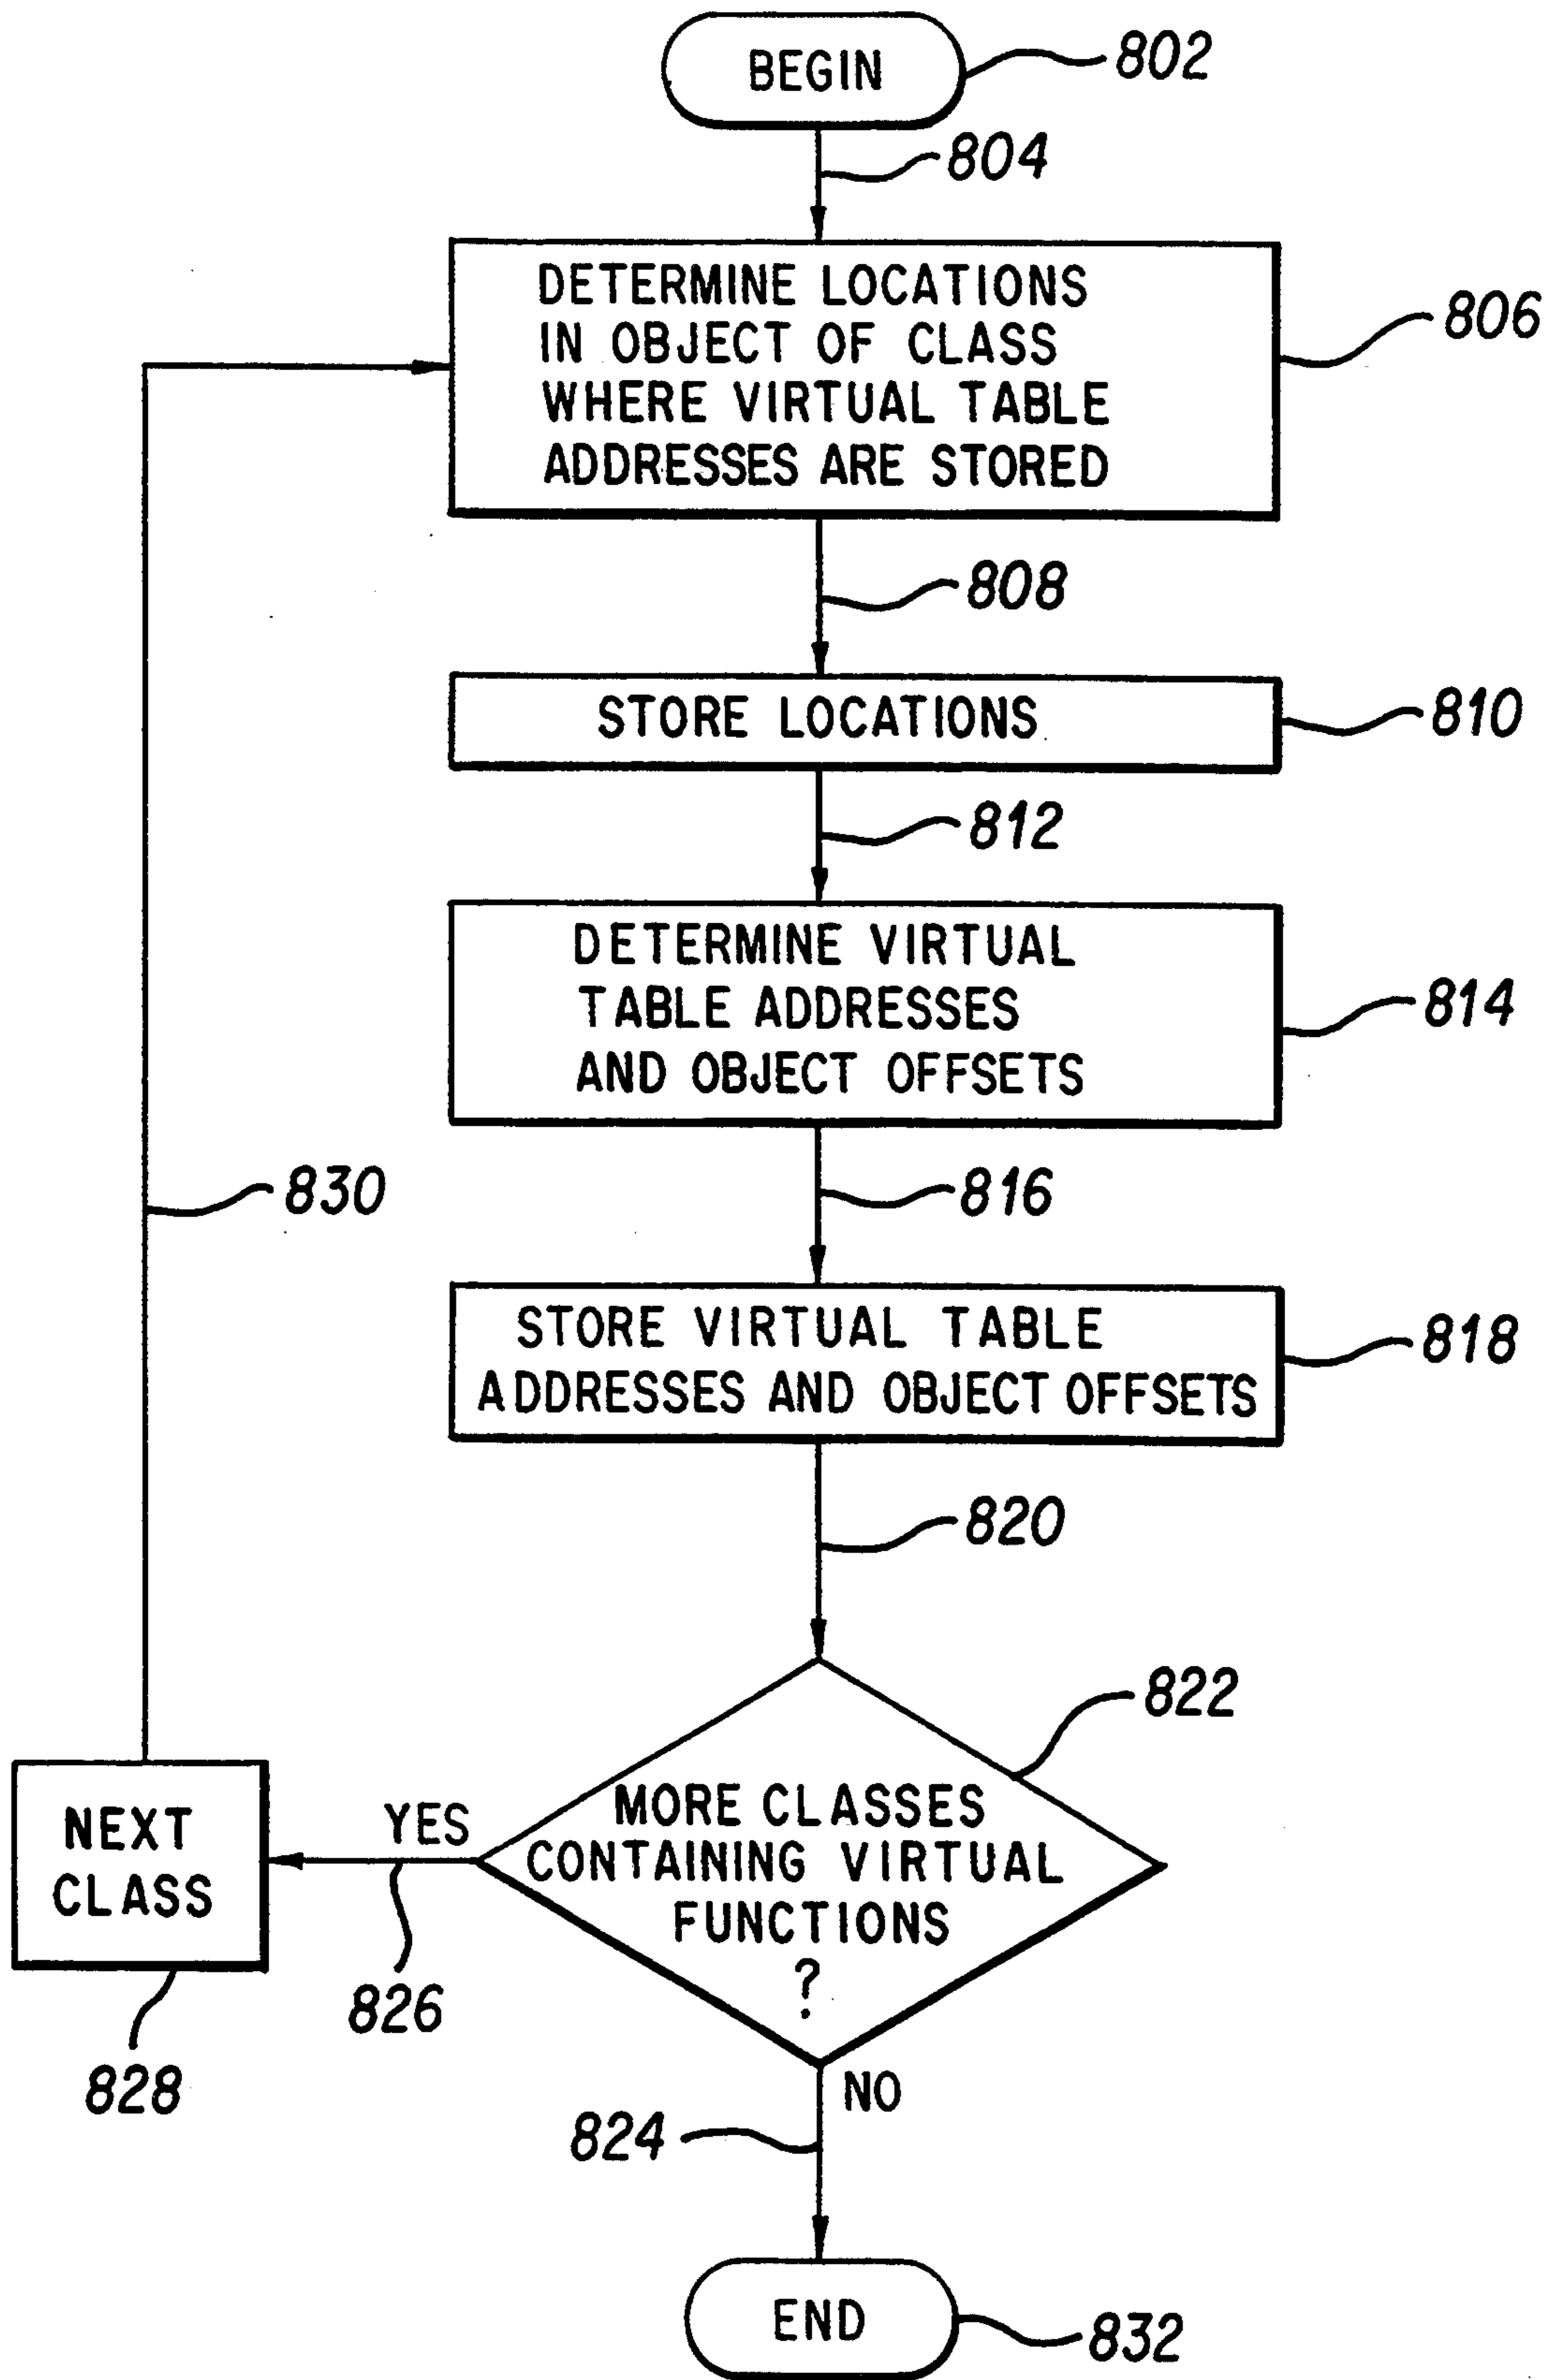 BEGIN
802
804
DETERMINE LOCATIONS
IN OBJECT OF CLASS
WHERE VIRTUAL TABLE
ADDRESSES ARE STORED
806
808
STORE LOCATIONS
810
812
DETERMINE VIRTUAL
TABLE ADDRESSES
AND OBJECT OFFSETS
814
830
816
STORE VIRTUAL TABLE
ADDRESSES AND OBJECT OFFSETS
818
820
822
MORE CLASSES
CONTAINING VIRTUAL
FUNCTIONS
?
YES
NEXT
CLASS
826
828
NO
824
END
832